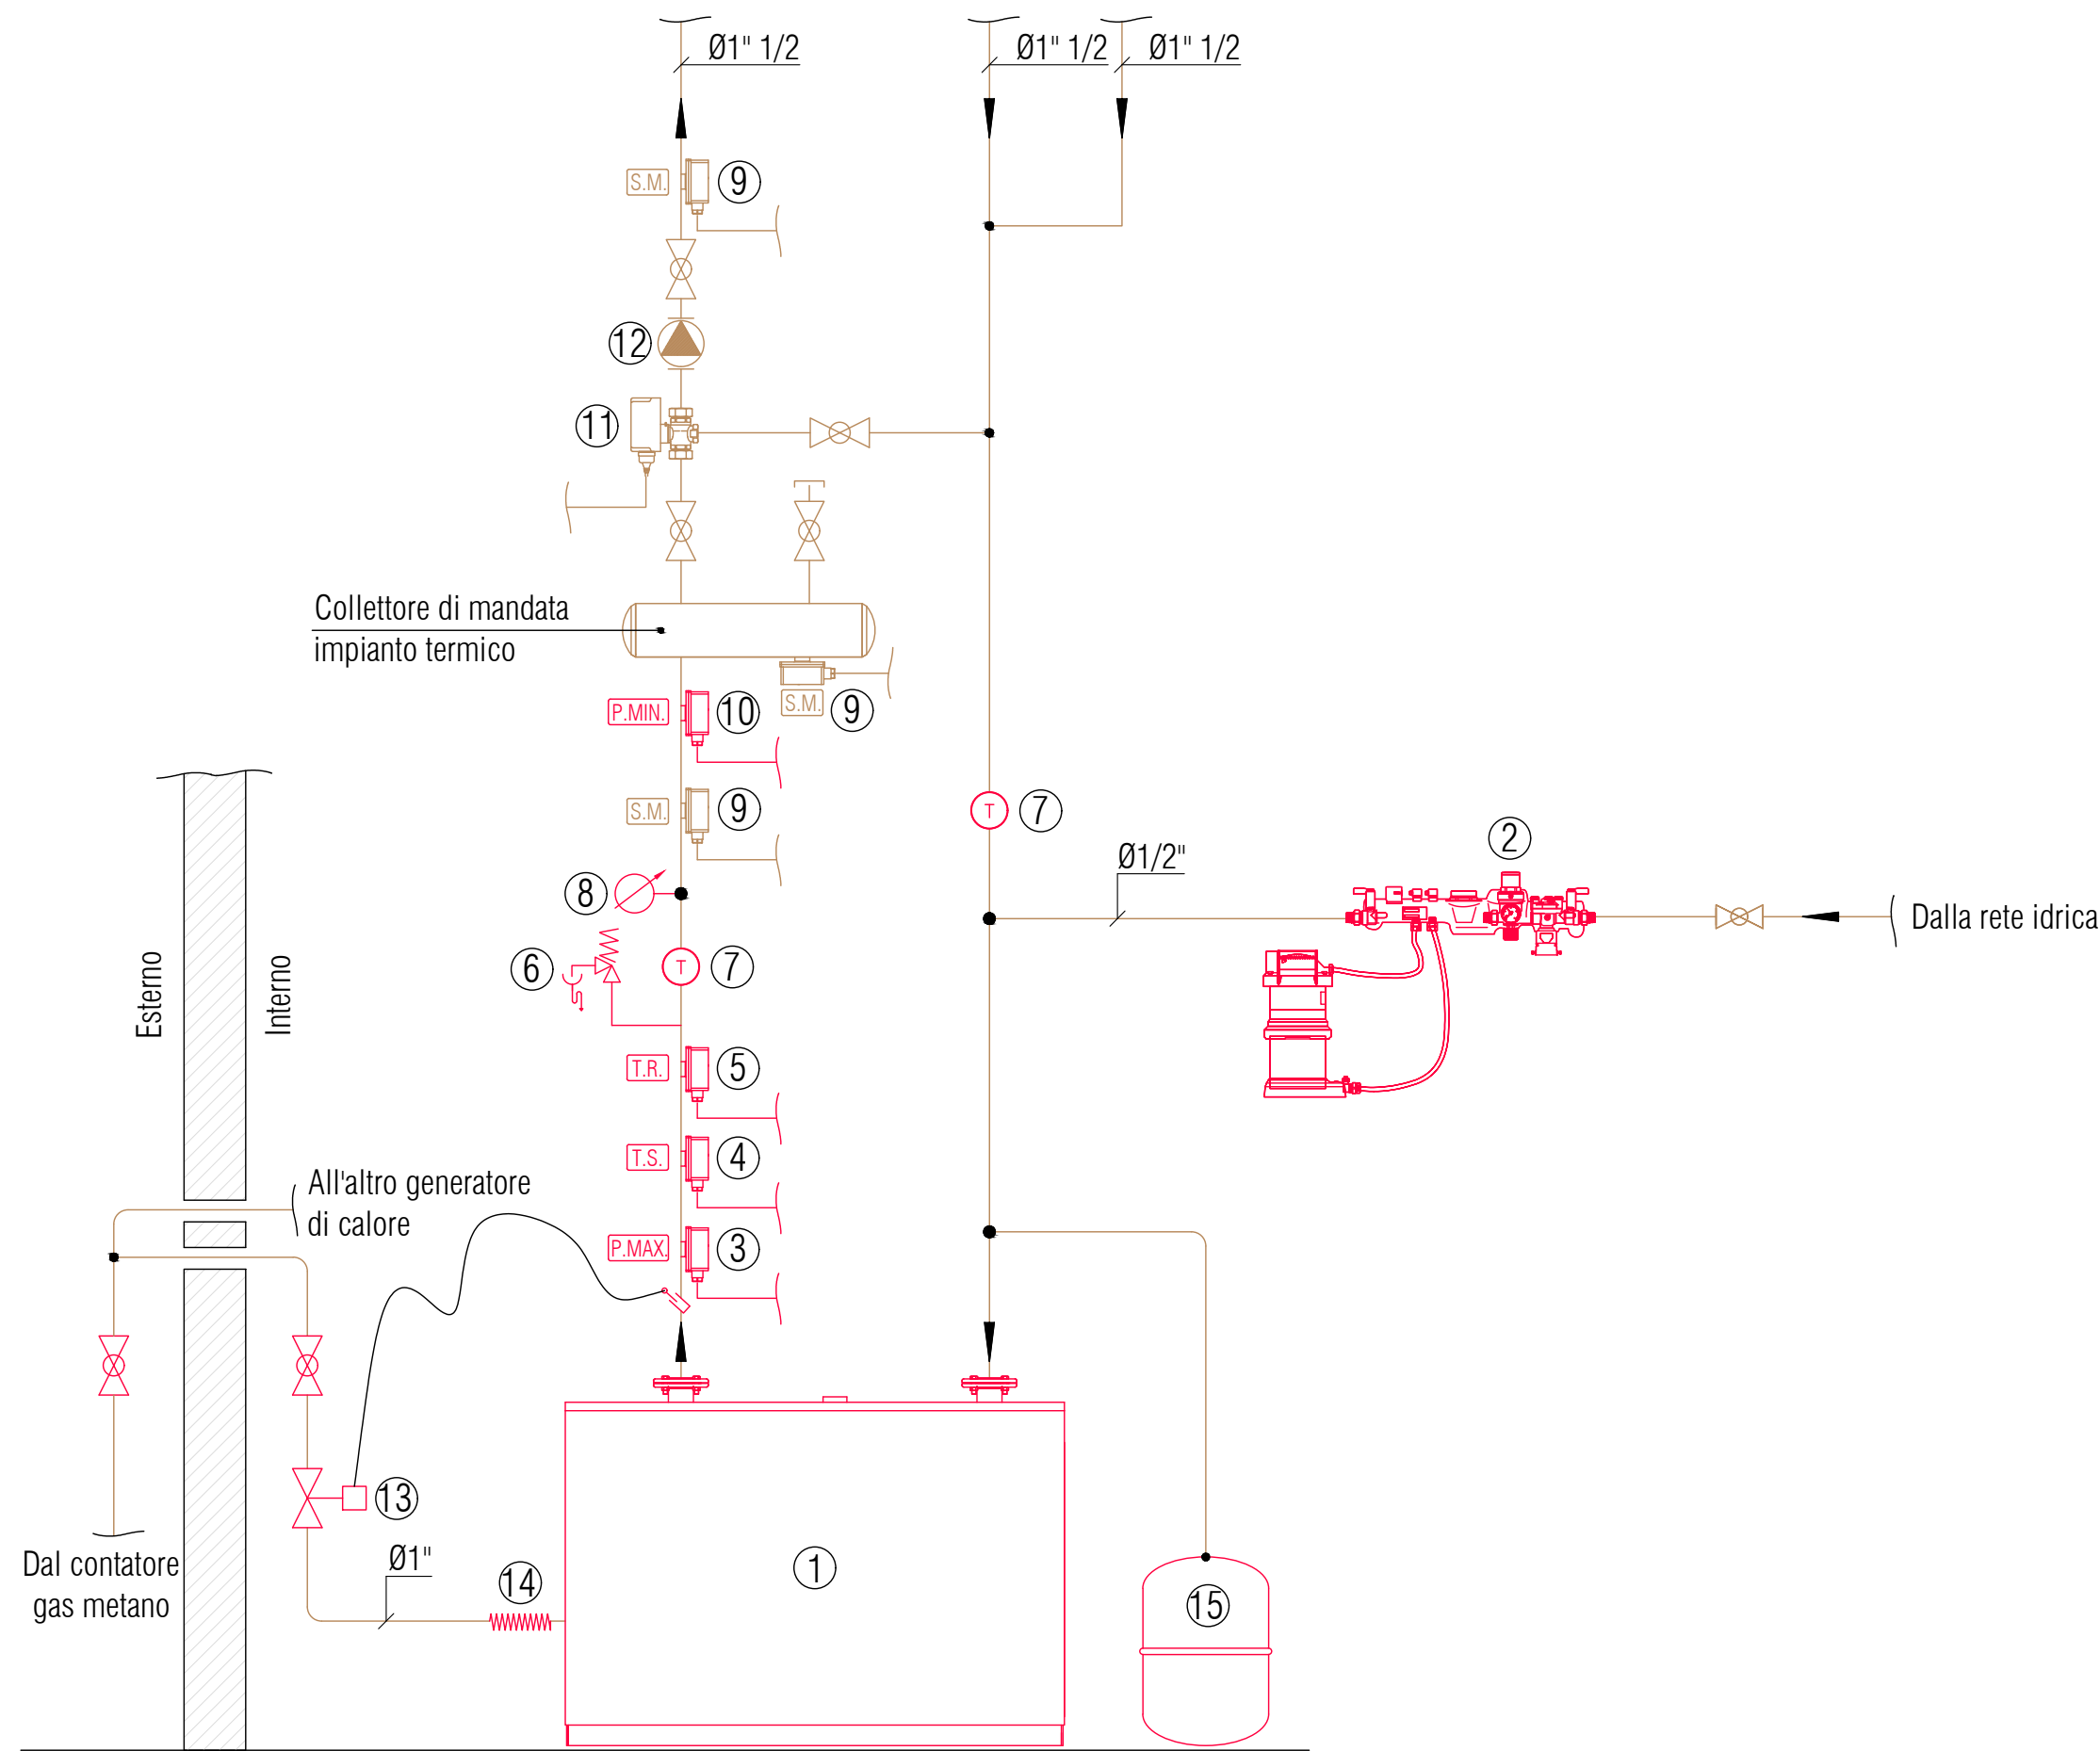 Ø1" 1/2
Ø1" 1/2
Ø1" 1/2
S.M.
9
12
11
Collettore di mandata
impianto termico
P.MIN.
10
S.M.
9
S.M.
9
7
T
2
Ø1/2"
8
Dalla rete idrica
Esterno
Interno
6
T
7
T.R.
5
T.S.
4
All'altro generatore
di calore
P.MAX.
3
13
Dal contatore
gas metano
Ø1"
14
1
15